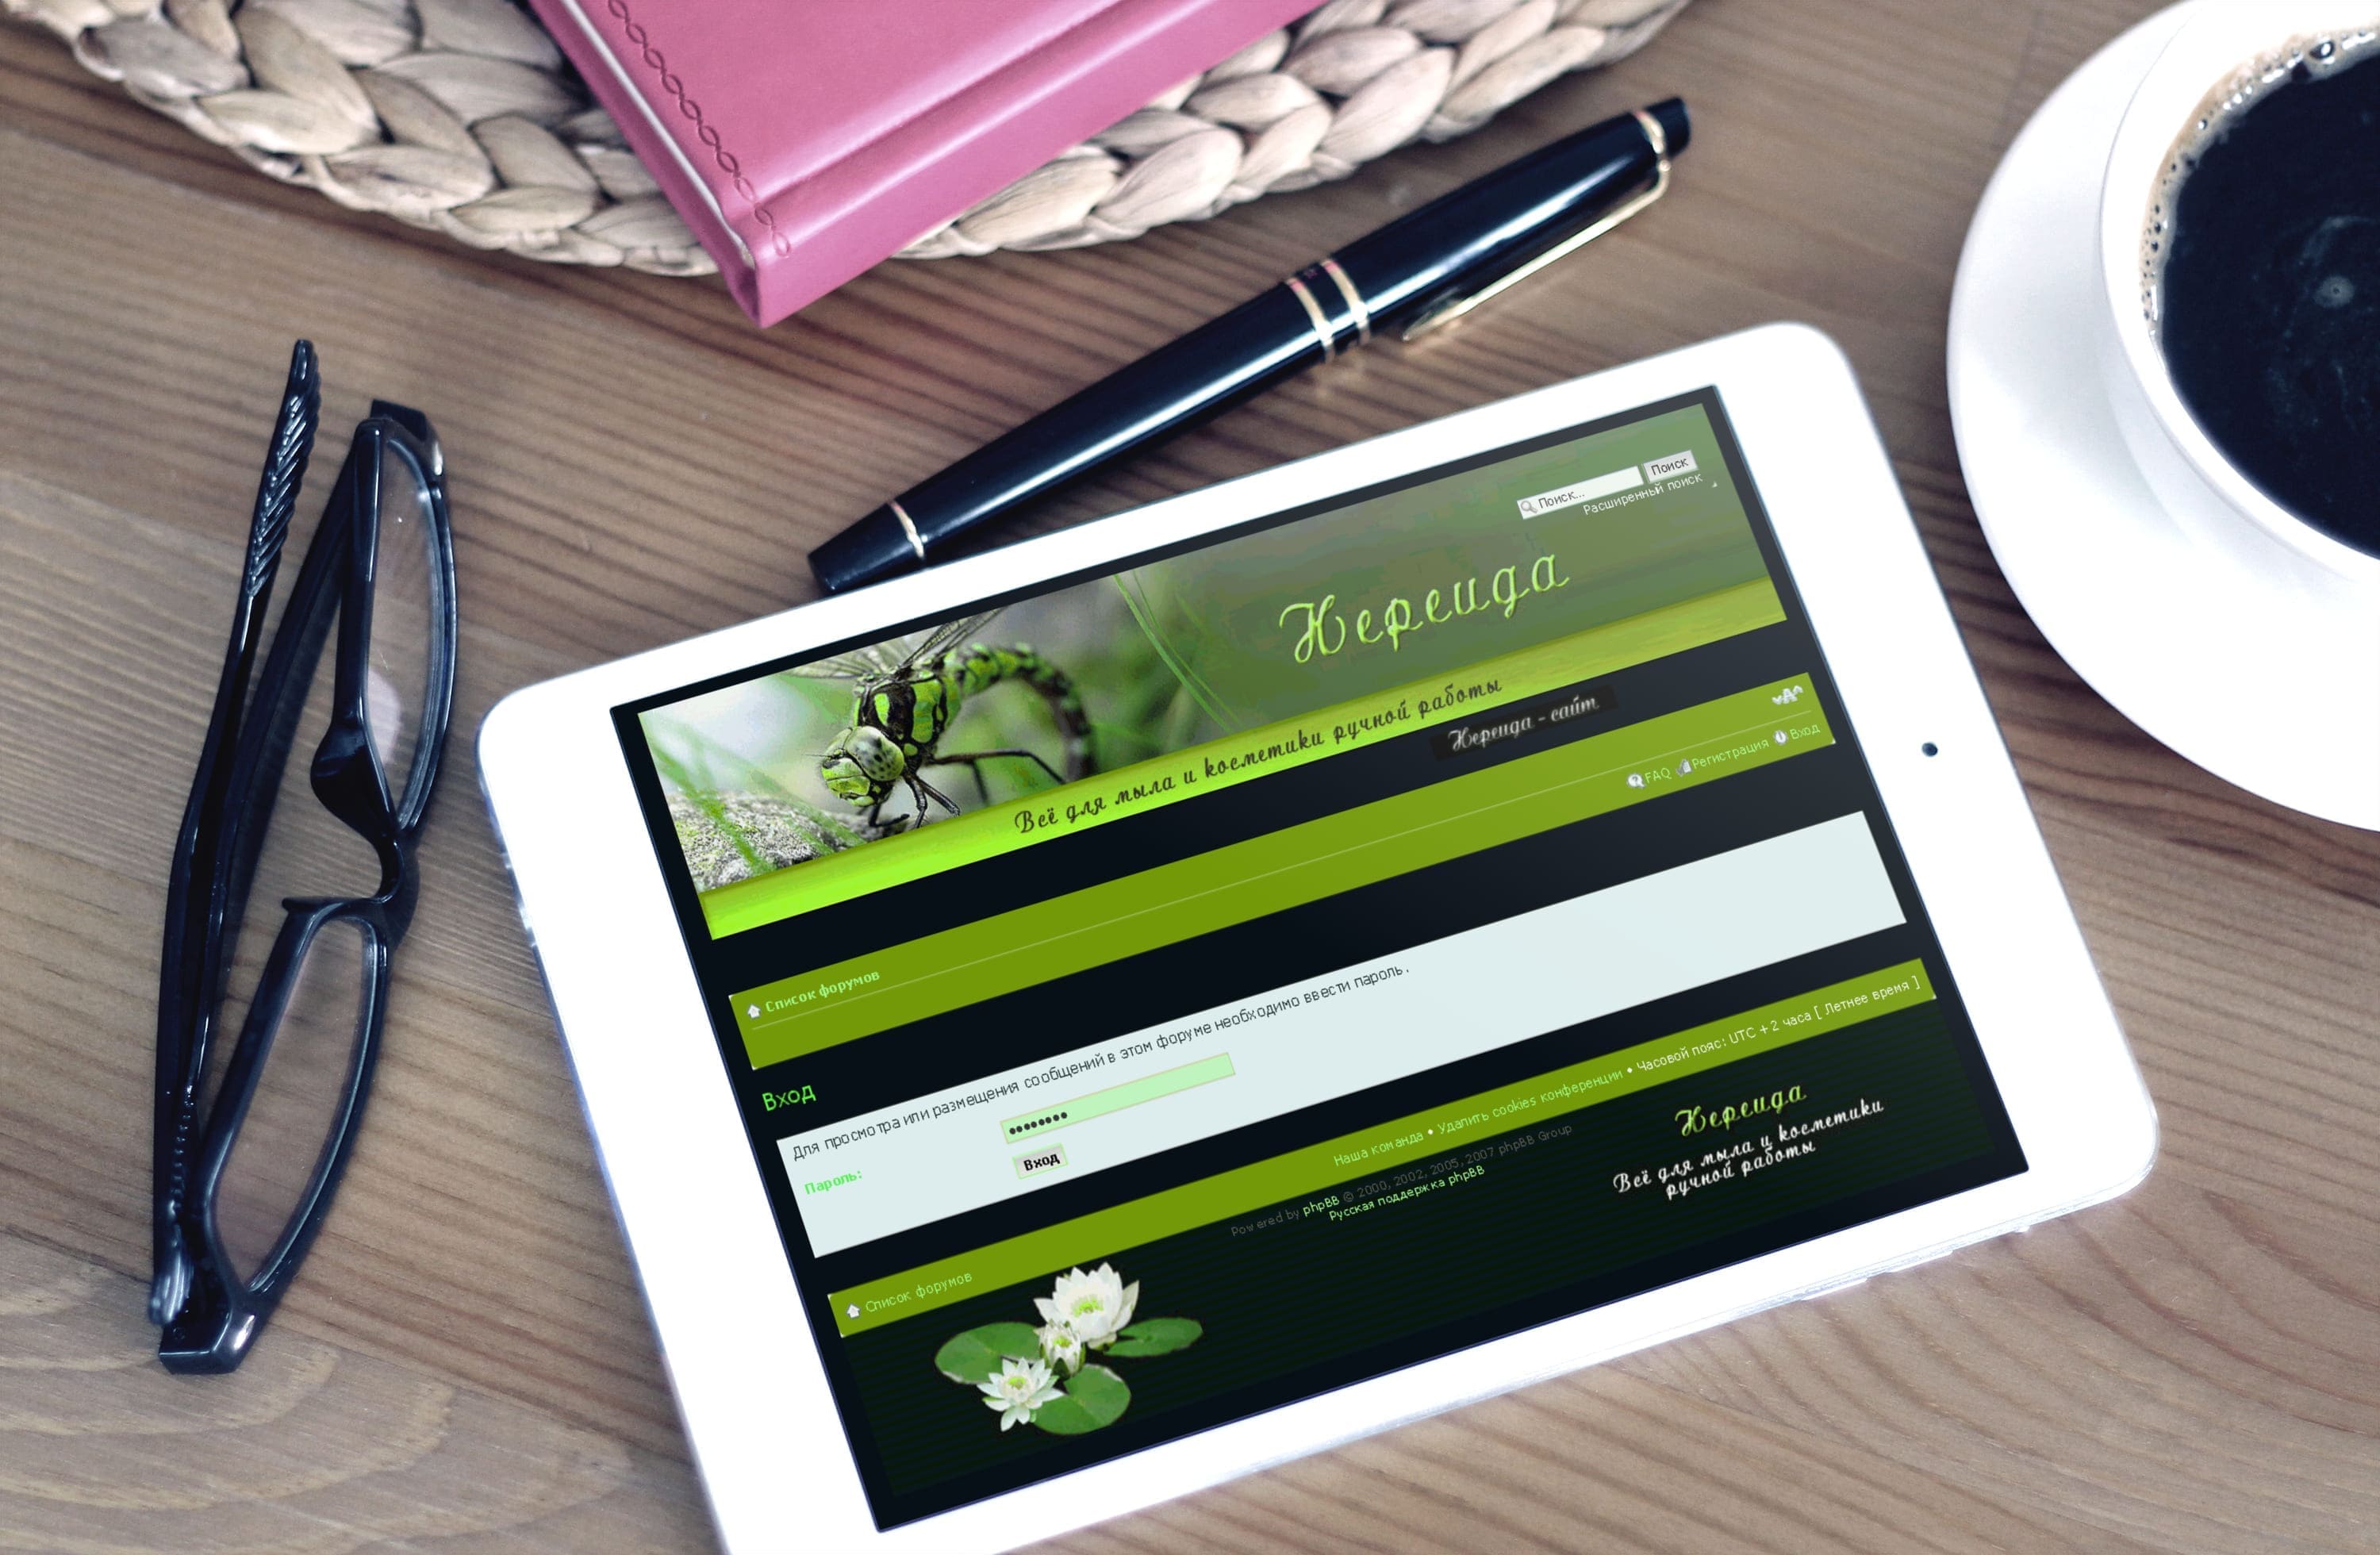 Поиск... Поиск
Расширенный поиск
Нереида
Всё для мыла и косметики ручной работы
Нереида - сайт
Список форумов
FAQ Регистрация Вход
Вход
Для просмотра или размещения сообщений в этом форуме необходимо ввести пароль.
Пароль: ••••••••
Вход
Список форумов
Наша команда • Удалить cookies конференции • Часовой пояс: UTC + 2 часа [ Летнее время ]
Powered by phpBB © 2000, 2002, 2005, 2007 phpBB Group
Русская поддержка phpBB
Нереида
Всё для мыла и косметики
ручной работы